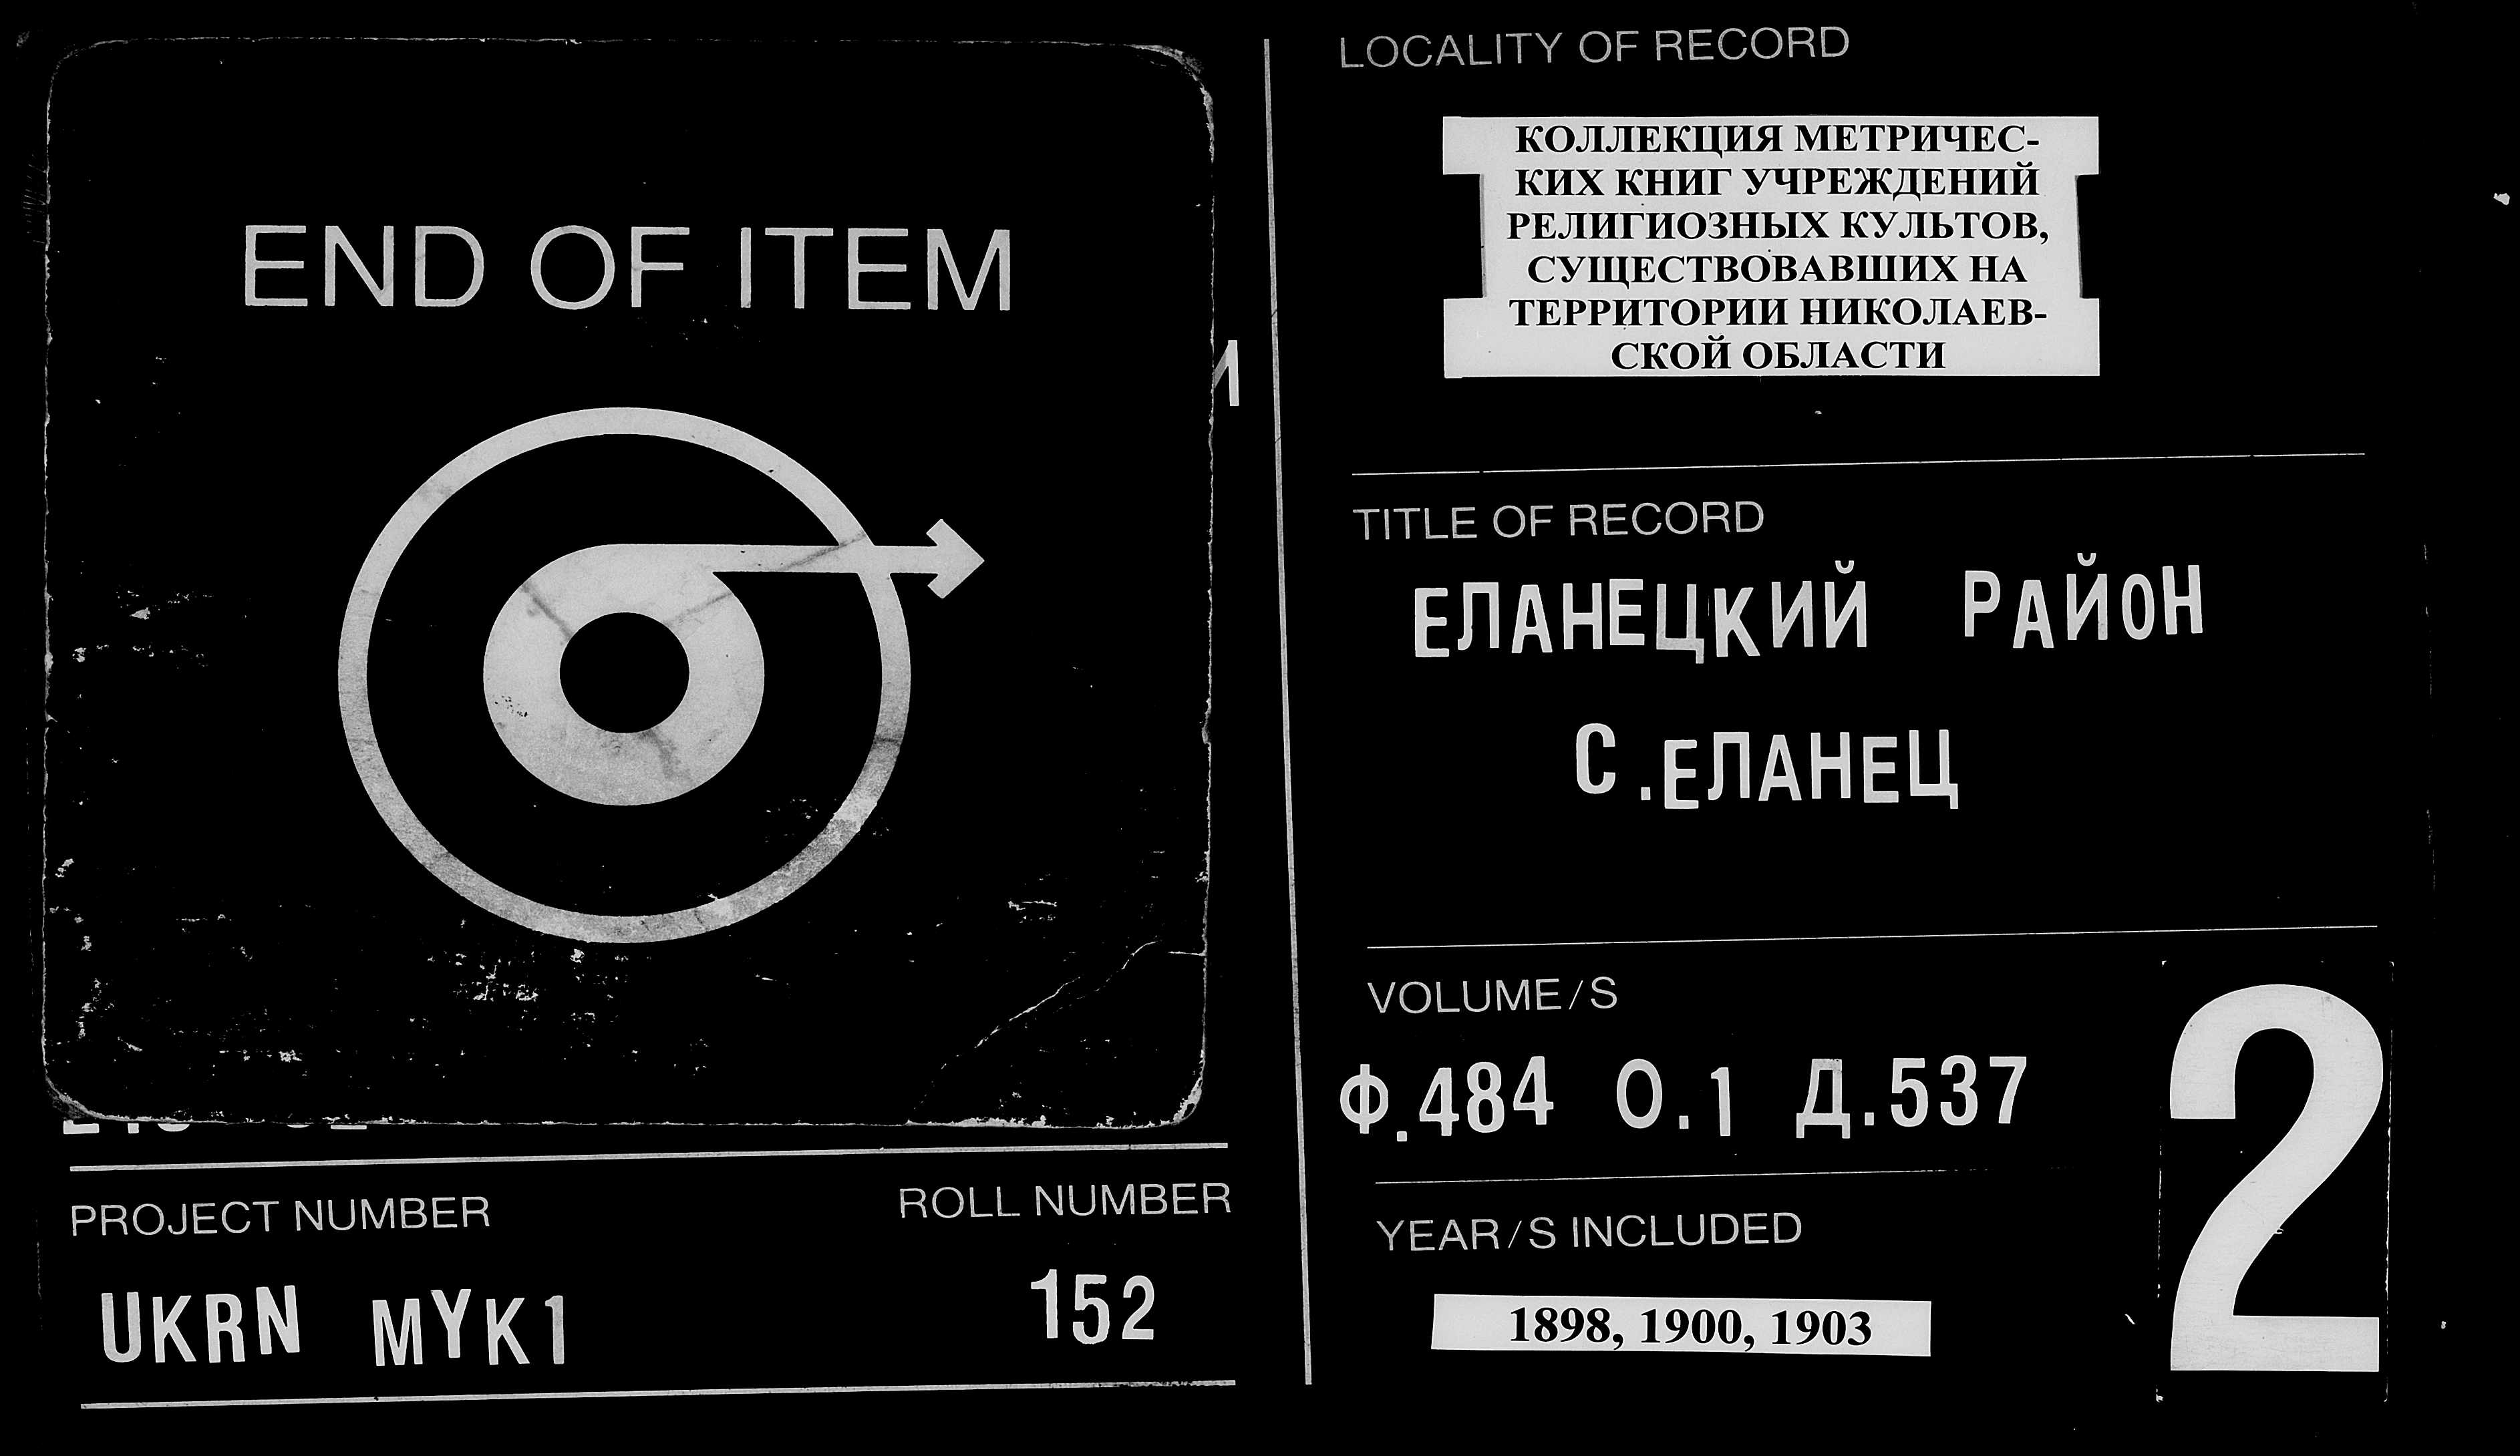 END OF ITEM
PROJECT NUMBER
ROLL NUMBER
UKRN MYK1
152
LOCALITY OF RECORD
КОЛЛЕКЦИЯ МЕТРИЧЕС-
КИХ КНИГ УЧРЕЖДЕНИЙ
РЕЛИГИОЗНЫХ КУЛЬТОВ,
СУЩЕСТВОВАВШИХ НА
ТЕРРИТОРИИ НИКОЛАЕВ-
СКОЙ ОБЛАСТИ
TITLE OF RECORD
ЕЛАНЕЦКИЙ РАЙОН
С.ЕЛАНЕЦ
VOLUME/S
Ф.484 О.1 Д.537
YEAR/S INCLUDED
1898, 1900, 1903
2